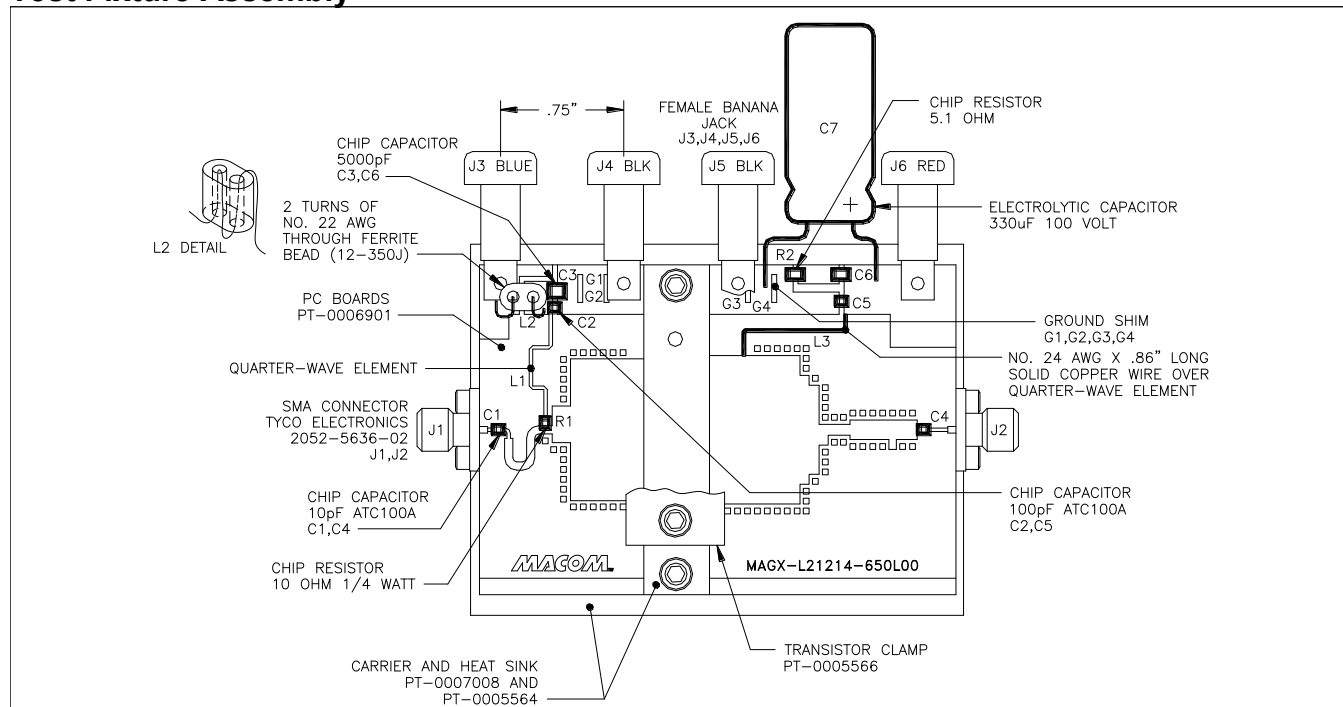 .75"
FEMALE BANANA
JACK
J3,J4,J5,J6
C7
CHIP RESISTOR
5.1 OHM
CHIP CAPACITOR
5000pF
C3,C6
J3 BLUE
J4 BLK
J5 BLK
J6 RED
2 TURNS OF
NO. 22 AWG
THROUGH FERRITE
BEAD (12-350J)
L2 DETAIL
+
ELECTROLYTIC CAPACITOR
330uF 100 VOLT
R2
C3
G1
G2
C6
G3
G4
C5
PC BOARDS
PT-0006901
L2
C2
GROUND SHIM
G1,G2,G3,G4
L3
NO. 24 AWG X .86" LONG
SOLID COPPER WIRE OVER
QUARTER-WAVE ELEMENT
QUARTER-WAVE ELEMENT
L1
SMA CONNECTOR
TYCO ELECTRONICS
2052-5636-02
J1,J2
J1
C1
R1
C4
J2
CHIP CAPACITOR
10pF ATC100A
C1,C4
CHIP CAPACITOR
100pF ATC100A
C2,C5
CHIP RESISTOR
10 OHM 1/4 WATT
MACOM
MAGX-L21214-650L00
TRANSISTOR CLAMP
PT-0005566
CARRIER AND HEAT SINK
PT-0007008 AND
PT-0005564